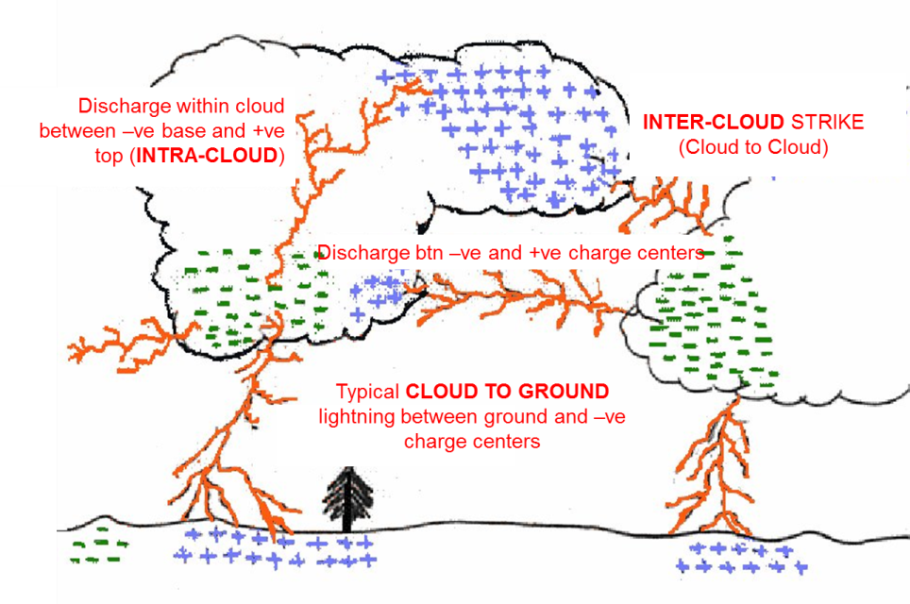 Discharge within cloud
between –ve base and +ve
top (INTRA-CLOUD)
INTER-CLOUD STRIKE
(Cloud to Cloud)
Discharge btn –ve and +ve charge centers
Typical CLOUD TO GROUND
lightning between ground and –ve
charge centers